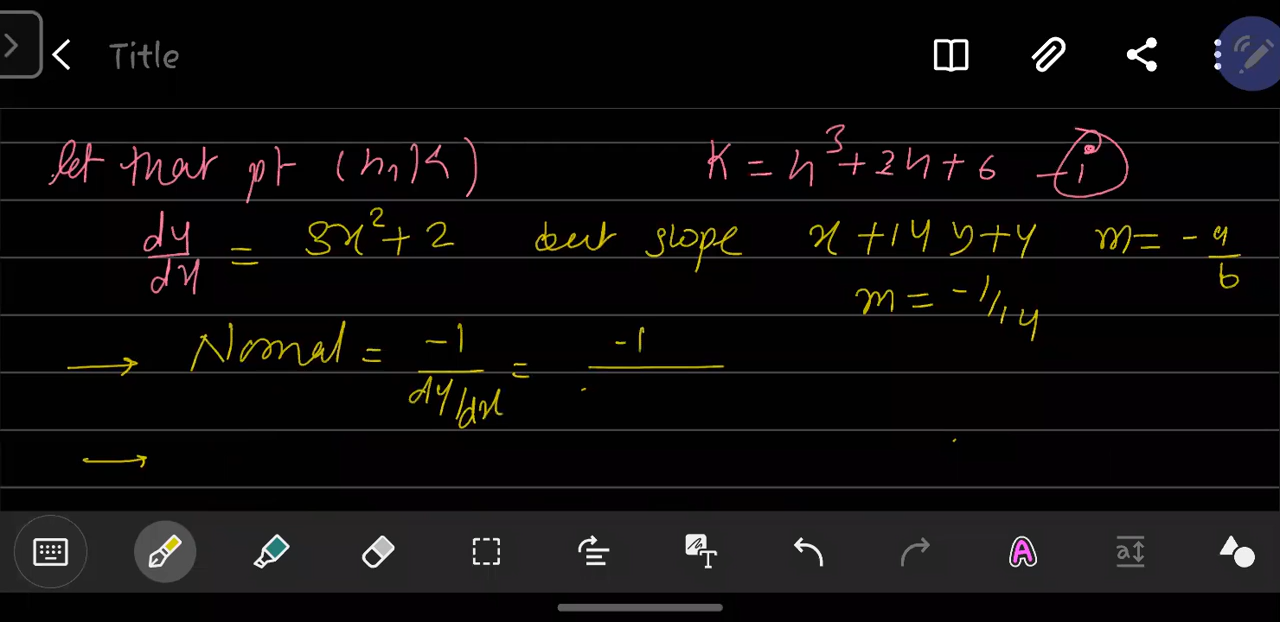 Title
let that pt (h, k) K = h³ + 2h + 6 — (i)
dy/dx = 3x² + 2 but slope x + 14y + 4 m = -a/b
m = -1/14
→ Normal = -1/(dy/dx) = -1/
→